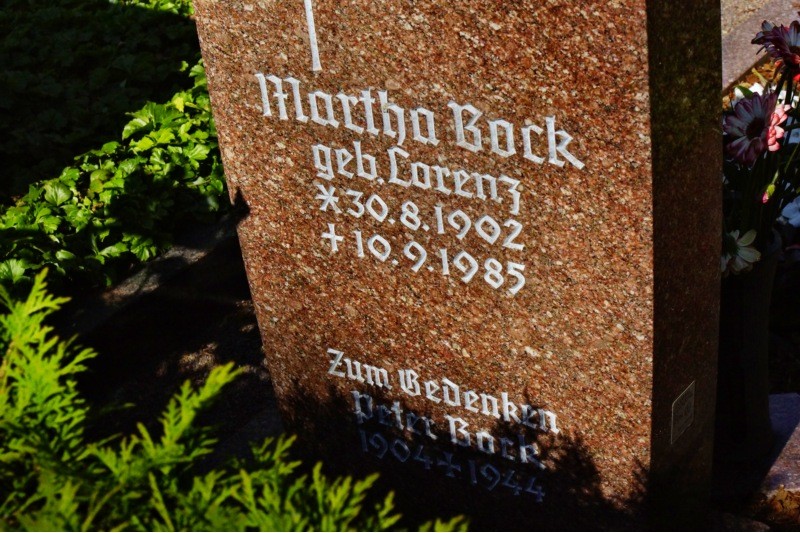 Martha Bock
geb. Lorenz
* 30. 8. 1902
+ 10. 9. 1985
Zum Gedenken
Peter Bock
1904 + 1944